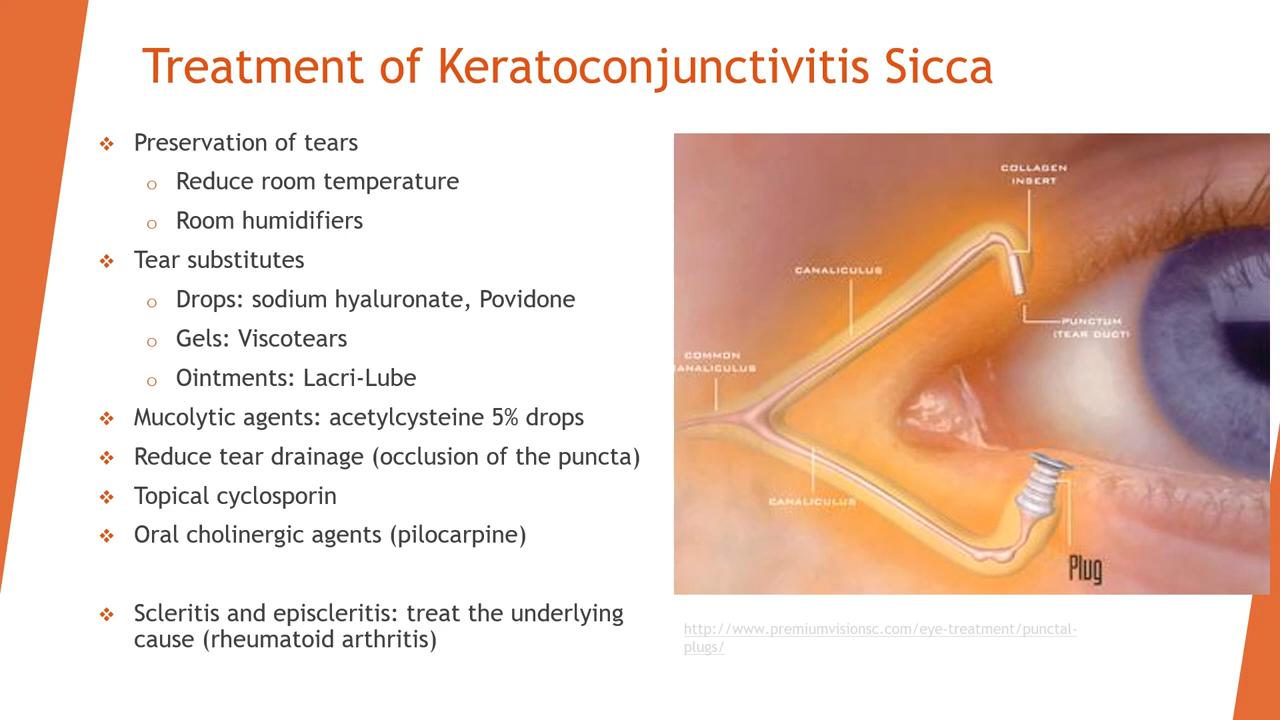 Treatment of Keratoconjunctivitis Sicca
❖ Preservation of tears
o Reduce room temperature
o Room humidifiers
❖ Tear substitutes
o Drops: sodium hyaluronate, Povidone
o Gels: Viscotears
o Ointments: Lacri-Lube
❖ Mucolytic agents: acetylcysteine 5% drops
❖ Reduce tear drainage (occlusion of the puncta)
❖ Topical cyclosporin
❖ Oral cholinergic agents (pilocarpine)
❖ Scleritis and episcleritis: treat the underlying
cause (rheumatoid arthritis)
COLLAGEN
INSERT
CANALICULUS
PUNCTUM
(TEAR DUCT)
COMMON
CANALICULUS
CANALICULUS
Plug
http://www.premiumvisionsc.com/eye-treatment/punctal-
plugs/